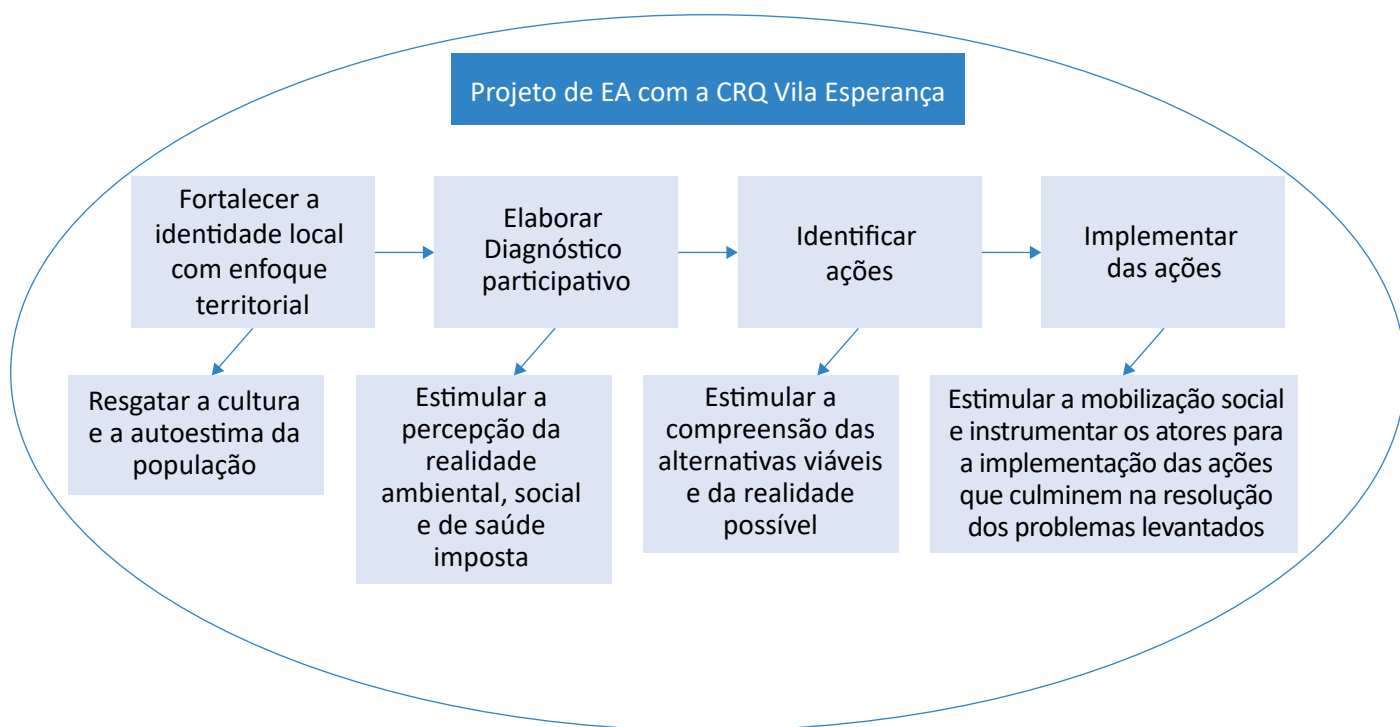 Projeto de EA com a CRQ Vila Esperança
Fortalecer a
identidade local
com enfoque
territorial
Elaborar
Diagnóstico
participativo
Identificar
ações
Implementar
das ações
Resgatar a cultura
e a autoestima da
população
Estimular a
percepção da
realidade
ambiental, social
e de saúde
imposta
Estimular a
compreensão das
alternativas viáveis
e da realidade
possível
Estimular a mobilização social
e instrumentar os atores para
a implementação das ações
que culminem na resolução
dos problemas levantados